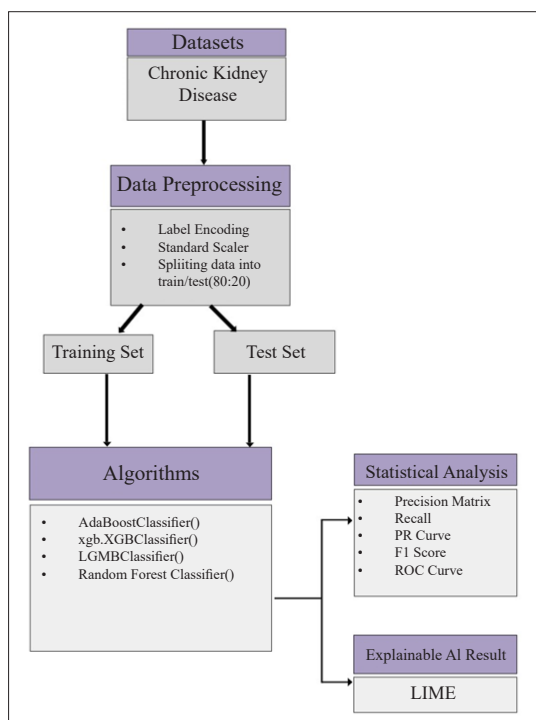 Datasets
Chronic Kidney
Disease
Data Preprocessing
• Label Encoding
• Standard Scaler
• Spliiting data into
train/test(80:20)
Training Set
Test Set
Algorithms
• AdaBoostClassifier()
• xgb.XGBClassifier()
• LGMBClassifier()
• Random Forest Classifier()
Statistical Analysis
• Precision Matrix
• Recall
• PR Curve
• F1 Score
• ROC Curve
Explainable Al Result
LIME